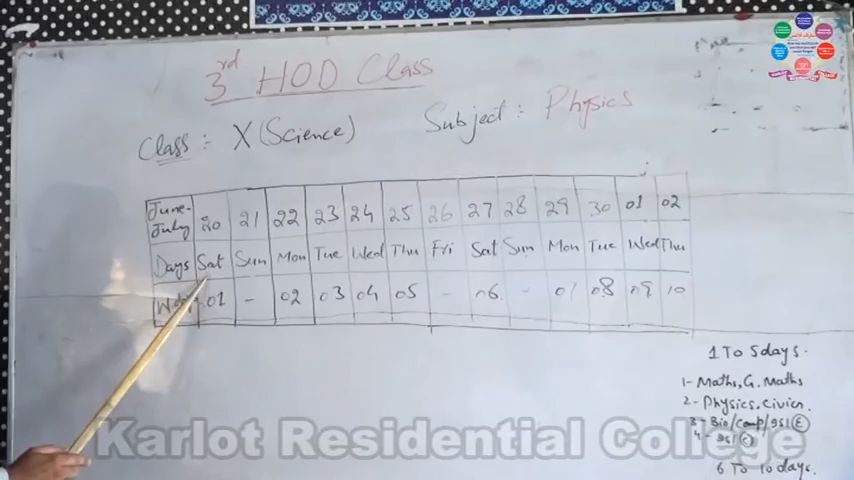 3rd HOD Class
Class : X (Science) Subject : Physics
June-July 20 21 22 23 24 25 26 27 28 29 30 01 02
Days Sat Sun Mon Tue Wed Thu Fri Sat Sun Mon Tue Wed Thu
01 - 02 03 04 05 - 06 - 07 08 09 10
1 To 5 days.
1- Maths, G. Maths
2- Physics, Civics.
3- Bio/Comp/gsl E
4- gsl
6 To 10 days.
Karlot Residential College